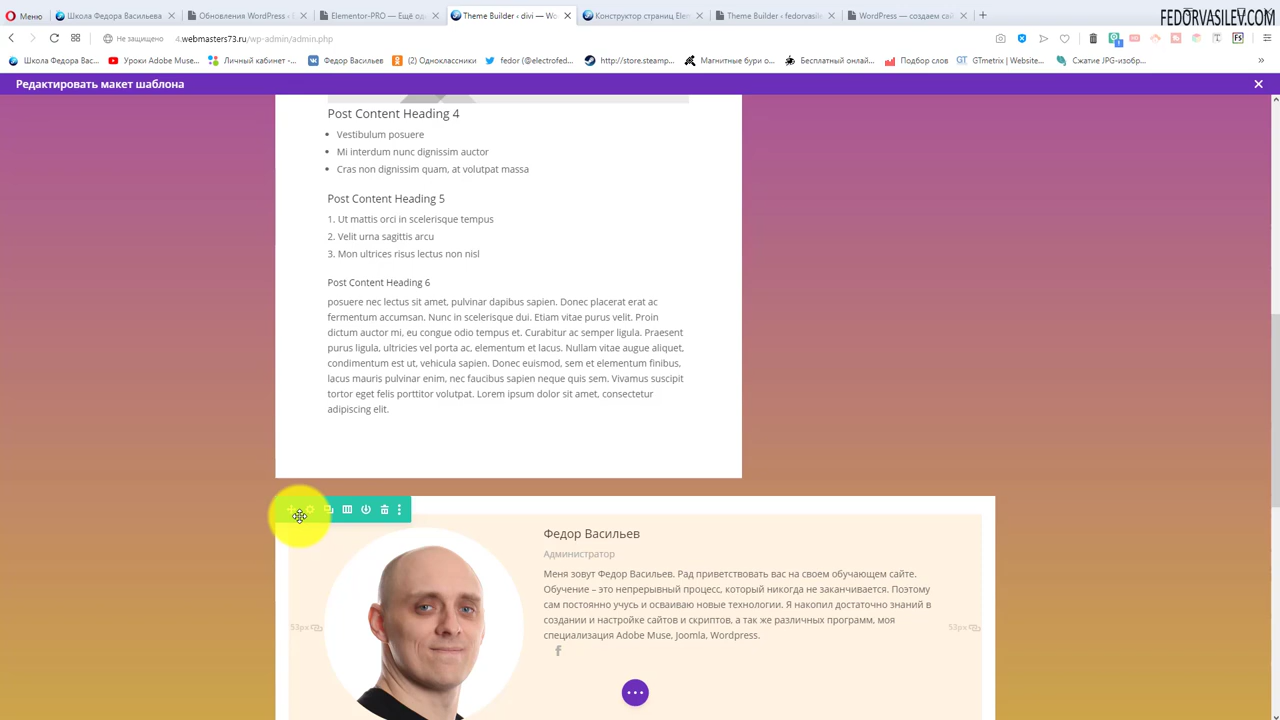 Меню
Школа Федора Васильева
Обновления WordPress ‹
Elementor-PRO — Ещё од
Theme Builder ‹ divi — Wo
Конструктор страниц Elem
Theme Builder ‹ fedorvasile
WordPress — создаем сай
FEDORVASILEV.COM
Не защищено
4.webmasters73.ru/wp-admin/admin.php
Школа Федора Вас...
Уроки Adobe Muse...
Личный кабинет -...
Федор Васильев
(2) Одноклассники
fedor (@electrofed...
http://store.steamp...
Магнитные бури о...
Бесплатный онлай...
Подбор слов
GTmetrix | Website...
Сжатие JPG-изобр...
Редактировать макет шаблона
Post Content Heading 4
• Vestibulum posuere
• Mi interdum nunc dignissim auctor
• Cras non dignissim quam, at volutpat massa
Post Content Heading 5
1. Ut mattis orci in scelerisque tempus
2. Velit urna sagittis arcu
3. Mon ultrices risus lectus non nisl
Post Content Heading 6
posuere nec lectus sit amet, pulvinar dapibus sapien. Donec placerat erat ac
fermentum accumsan. Nunc in scelerisque dui. Etiam vitae purus velit. Proin
dictum auctor mi, eu congue odio tempus et. Curabitur ac semper ligula. Praesent
purus ligula, ultricies vel porta ac, elementum et lacus. Nullam vitae augue aliquet,
condimentum est ut, vehicula sapien. Donec euismod, sem et elementum finibus,
lacus mauris pulvinar enim, nec faucibus sapien neque quis sem. Vivamus suscipit
tortor eget felis porttitor volutpat. Lorem ipsum dolor sit amet, consectetur
adipiscing elit.
Федор Васильев
Администратор
Меня зовут Федор Васильев. Рад приветствовать вас на своем обучающем сайте.
Обучение – это непрерывный процесс, который никогда не заканчивается. Поэтому
сам постоянно учусь и осваиваю новые технологии. Я накопил достаточно знаний в
создании и настройке сайтов и скриптов, а так же различных программ, моя
специализация Adobe Muse, Joomla, Wordpress.
53px
53px